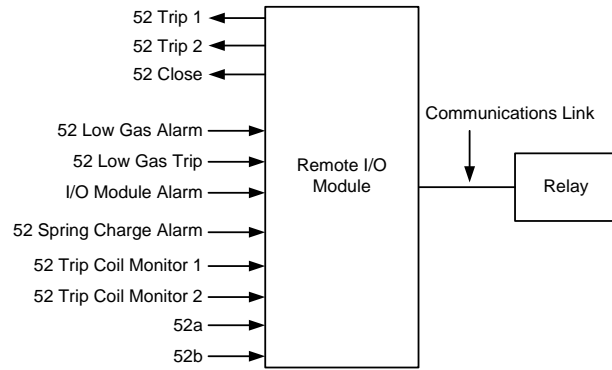 52 Trip 1
52 Trip 2
52 Close
52 Low Gas Alarm
52 Low Gas Trip
I/O Module Alarm
52 Spring Charge Alarm
52 Trip Coil Monitor 1
52 Trip Coil Monitor 2
52a
52b
Remote I/O
Module
Communications Link
Relay